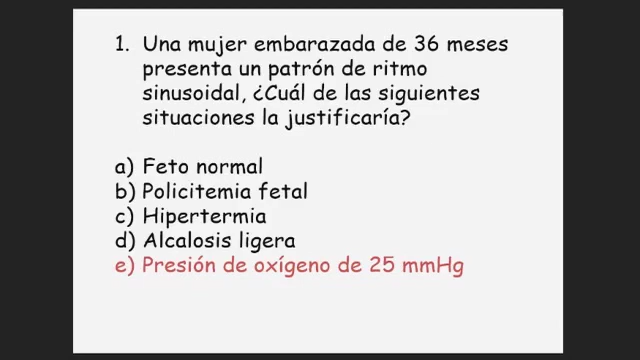 1. Una mujer embarazada de 36 meses
presenta un patrón de ritmo
sinusoidal, ¿Cuál de las siguientes
situaciones la justificaría?
a) Feto normal
b) Policitemia fetal
c) Hipertermia
d) Alcalosis ligera
e) Presión de oxígeno de 25 mmHg